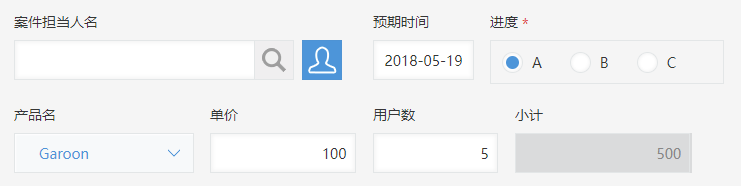 案件担当人名 预期时间 进度 *
2018-05-19 A B C
产品名 单价 用户数 小计
Garoon 100 5 500